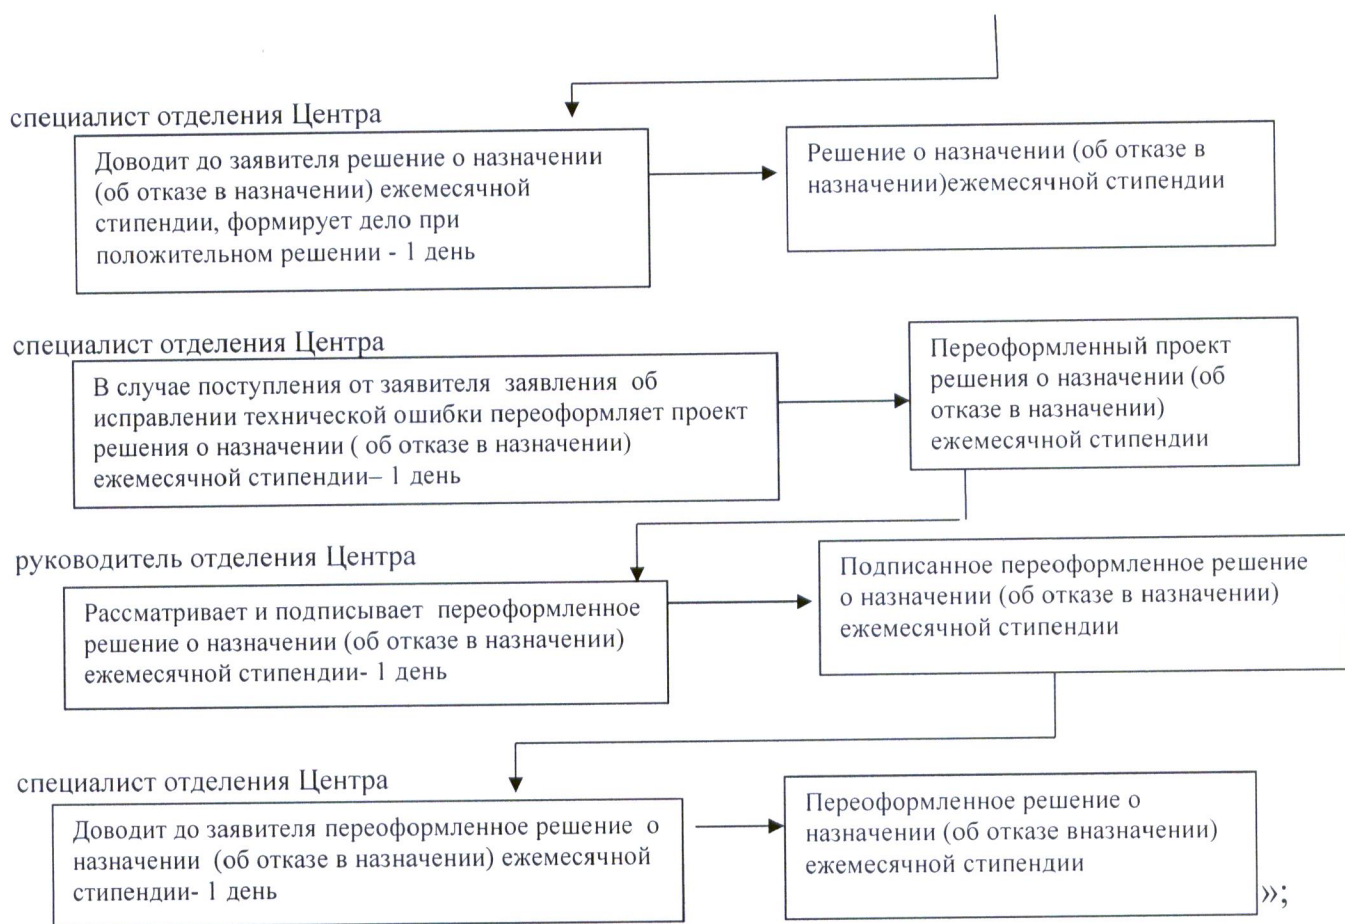 специалист отделения Центра
Доводит до заявителя решение о назначении
(об отказе в назначении) ежемесячной
стипендии, формирует дело при
положительном решении - 1 день
Решение о назначении (об отказе в
назначении)ежемесячной стипендии
специалист отделения Центра
В случае поступления от заявителя заявления об
исправлении технической ошибки переоформляет проект
решения о назначении ( об отказе в назначении)
ежемесячной стипендии– 1 день
Переоформленный проект
решения о назначении (об
отказе в назначении)
ежемесячной стипендии
руководитель отделения Центра
Рассматривает и подписывает переоформленное
решение о назначении (об отказе в назначении)
ежемесячной стипендии- 1 день
Подписанное переоформленное решение
о назначении (об отказе в назначении)
ежемесячной стипендии
специалист отделения Центра
Доводит до заявителя переоформленное решение о
назначении (об отказе в назначении) ежемесячной
стипендии- 1 день
Переоформленное решение о
назначении (об отказе вназначении)
ежемесячной стипендии
»;